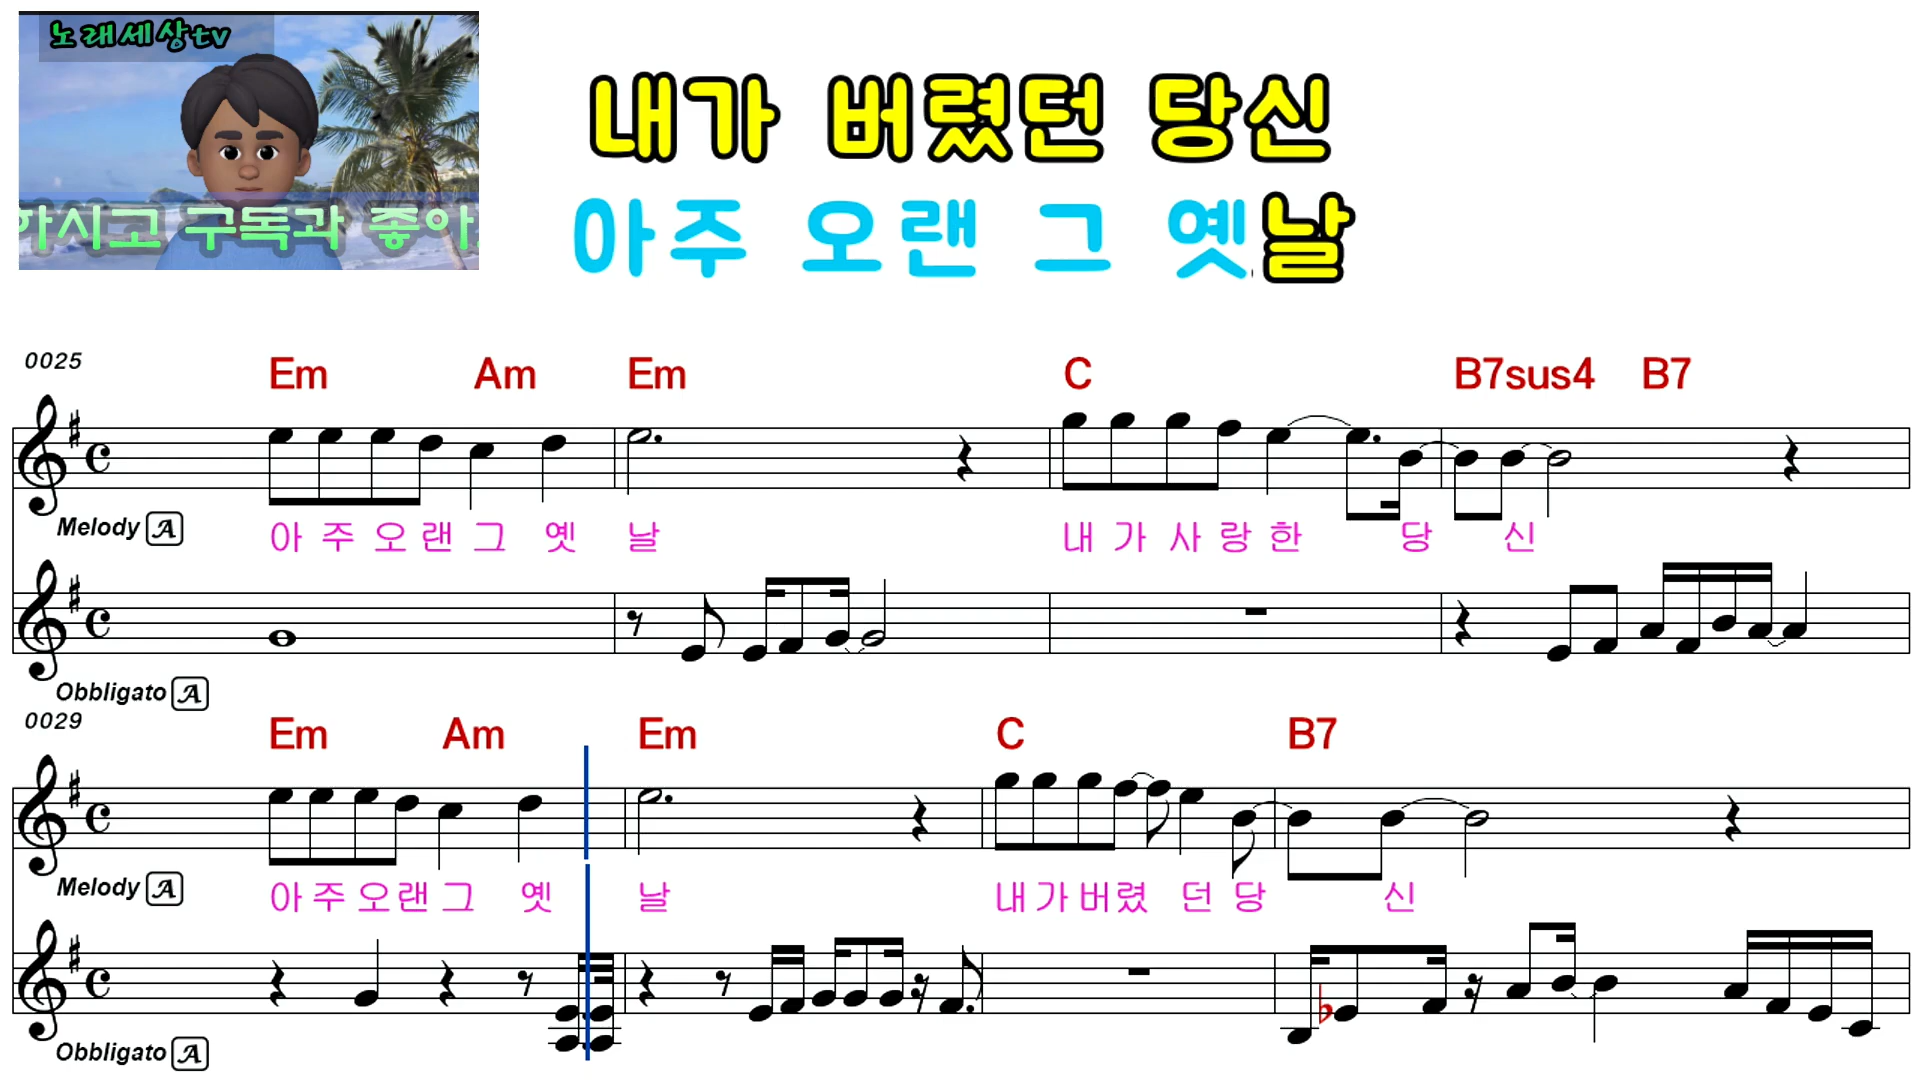 노래세상tv
하시고 구독과 좋아
내가 버렸던 당신
아주 오랜 그 옛날
0025
Em Am Em C B7sus4 B7
Melody A
아 주 오 랜 그 옛 날 내 가 사 랑 한 당 신
Obbligato A
0029
Em Am Em C B7
Melody A
아 주 오 랜 그 옛 날 내 가 버 렸 던 당 신
Obbligato A